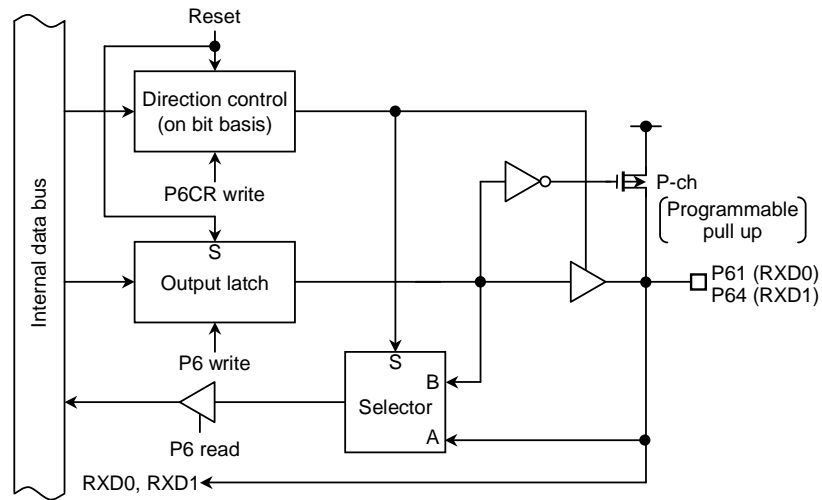 Reset
Direction control
(on bit basis)
P6CR write
P-ch
Programmable
pull up
Internal data bus
S
Output latch
P61 (RXD0)
P64 (RXD1)
P6 write
S
B
Selector
A
P6 read
RXD0, RXD1